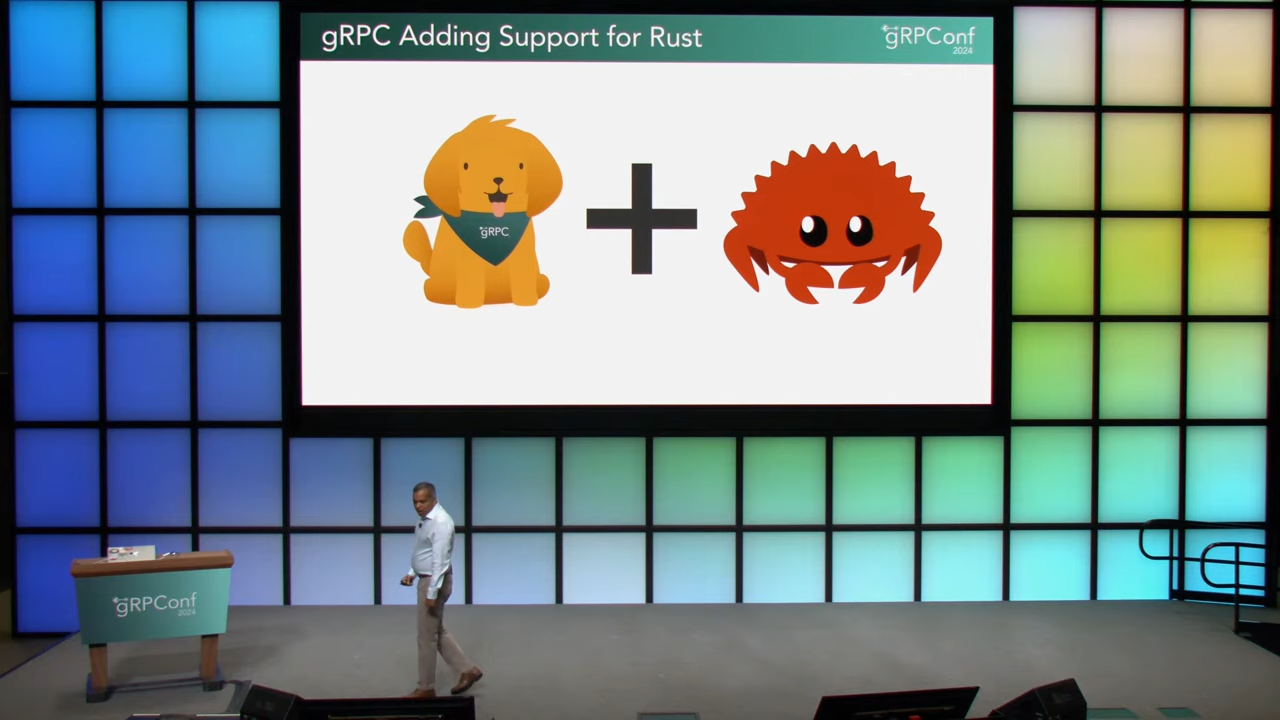 gRPC Adding Support for Rust
gRPConf
2024
gRPC
gRPConf
2024